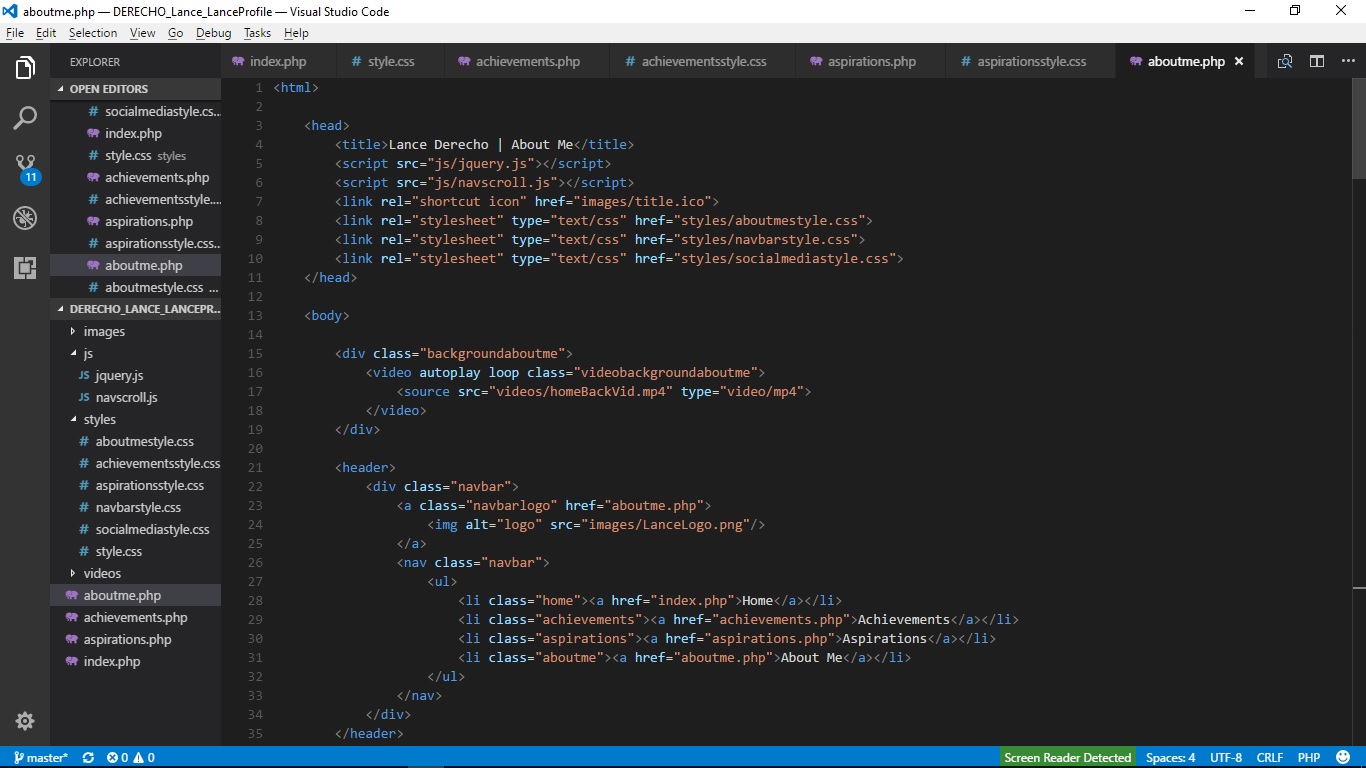 aboutme.php — DERECHO_Lance_LanceProfile — Visual Studio Code
File Edit Selection View Go Debug Tasks Help
EXPLORER
index.php # style.css achievements.php # achievementsstyle.css aspirations.php # aspirationsstyle.css aboutme.php ×
OPEN EDITORS
# socialmediastyle.cs...
index.php
# style.css styles
achievements.php
# achievementsstyle....
aspirations.php
# aspirationsstyle.css...
aboutme.php
# aboutmestyle.css ...
DERECHO_LANCE_LANCEPR...
images
js
JS jquery.js
JS navscroll.js
styles
# aboutmestyle.css
# achievementsstyle.css
# aspirationsstyle.css
# navbarstyle.css
# socialmediastyle.css
# style.css
videos
aboutme.php
achievements.php
aspirations.php
index.php
11
1 <html>
2
3 <head>
4 <title>Lance Derecho | About Me</title>
5 <script src="js/jquery.js"></script>
6 <script src="js/navscroll.js"></script>
7 <link rel="shortcut icon" href="images/title.ico">
8 <link rel="stylesheet" type="text/css" href="styles/aboutmestyle.css">
9 <link rel="stylesheet" type="text/css" href="styles/navbarstyle.css">
10 <link rel="stylesheet" type="text/css" href="styles/socialmediastyle.css">
11 </head>
12
13 <body>
14
15 <div class="backgroundaboutme">
16 <video autoplay loop class="videobackgroundaboutme">
17 <source src="videos/homeBackVid.mp4" type="video/mp4">
18 </video>
19 </div>
20
21 <header>
22 <div class="navbar">
23 <a class="navbarlogo" href="aboutme.php">
24 <img alt="logo" src="images/LanceLogo.png"/>
25 </a>
26 <nav class="navbar">
27 <ul>
28 <li class="home"><a href="index.php">Home</a></li>
29 <li class="achievements"><a href="achievements.php">Achievements</a></li>
30 <li class="aspirations"><a href="aspirations.php">Aspirations</a></li>
31 <li class="aboutme"><a href="aboutme.php">About Me</a></li>
32 </ul>
33 </nav>
34 </div>
35 </header>
master* 0 0 Screen Reader Detected Spaces: 4 UTF-8 CRLF PHP